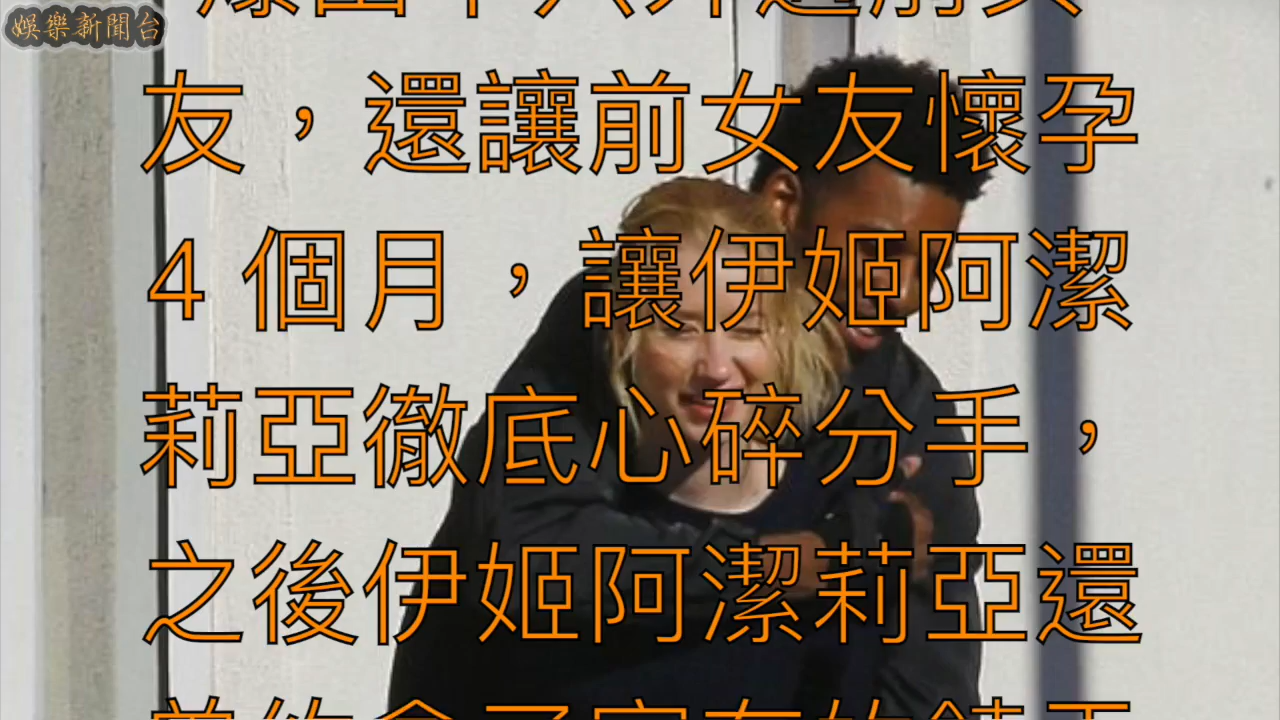 娛樂新聞台
友，還讓前女友懷孕
4 個月，讓伊姬阿潔
莉亞徹底心碎分手，
之後伊姬阿潔莉亞還